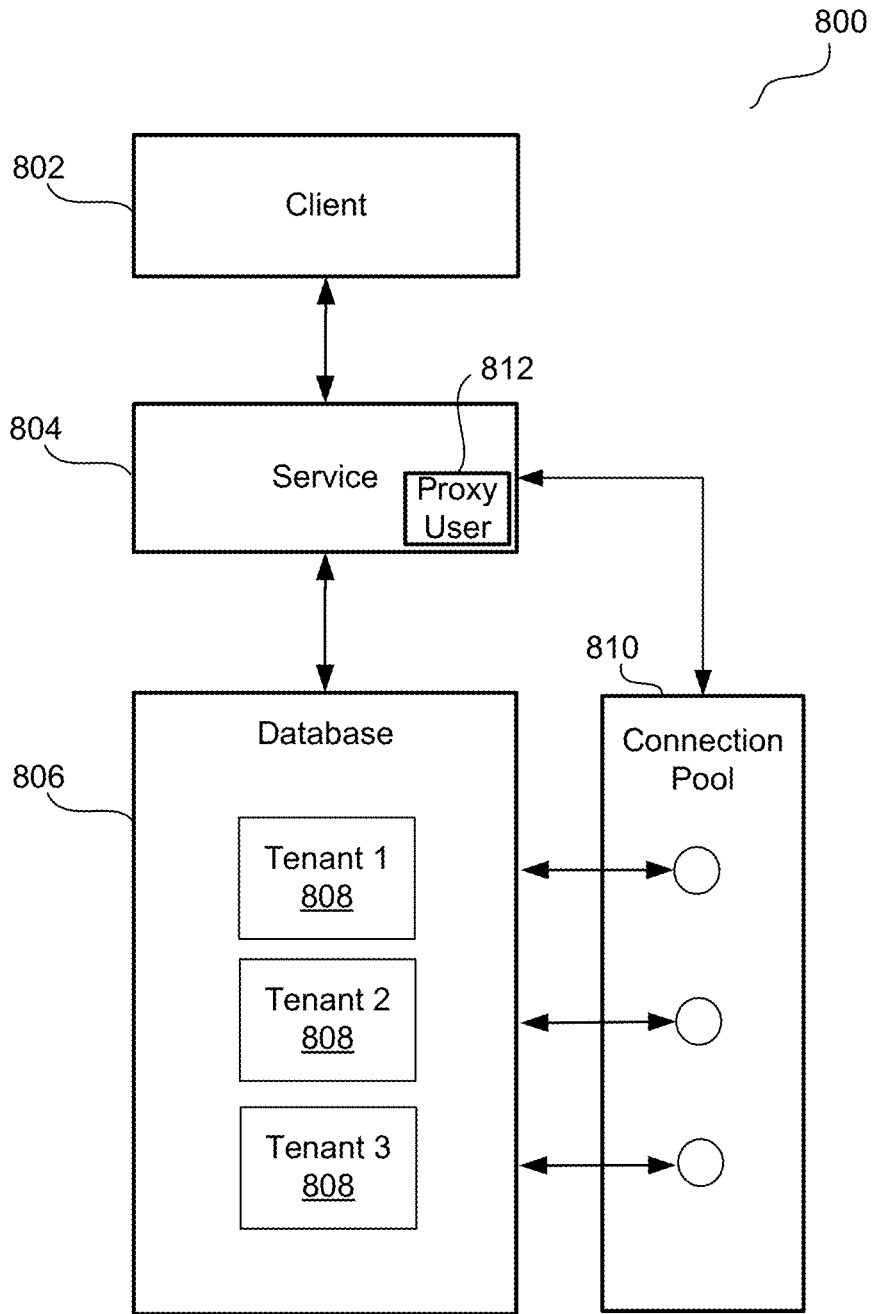 800
802
Client
812
804
Service
Proxy
User
810
Database
Connection
Pool
806
Tenant 1
808
Tenant 2
808
Tenant 3
808